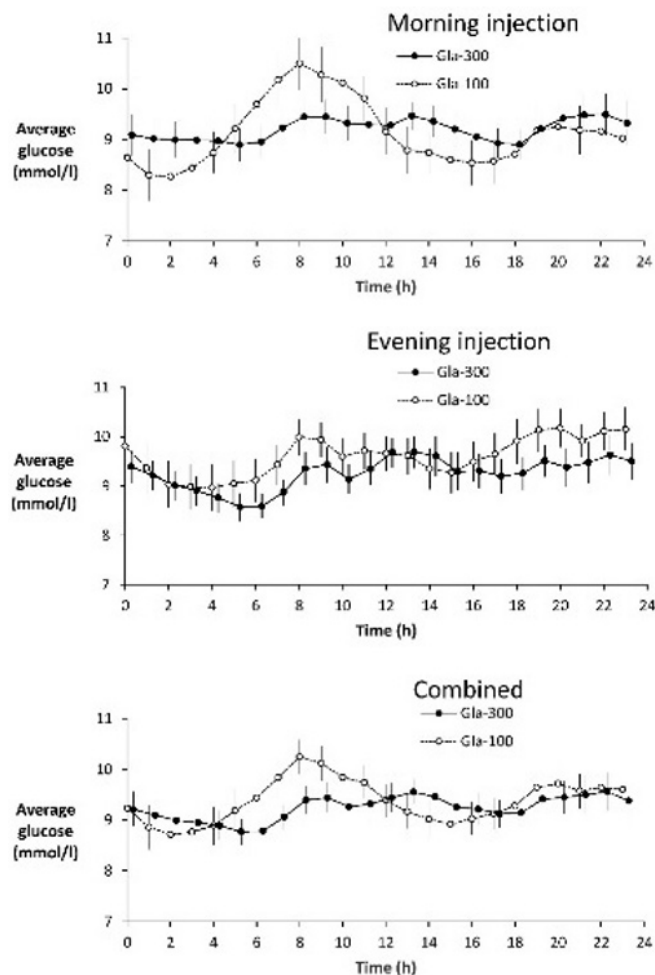 Morning injection
Gla-300
Gla-100
11
10
Average
glucose
(mmol/l)
9
8
7
0 2 4 6 8 10 12 14 16 18 20 22 24
Time (h)
Evening injection
Gla-300
Gla-100
11
10
Average
glucose
(mmol/l)
9
8
7
0 2 4 6 8 10 12 14 16 18 20 22 24
Time (h)
Combined
Gla-300
Gla-100
11
10
Average
glucose
(mmol/l)
9
8
7
0 2 4 6 8 10 12 14 16 18 20 22 24
Time (h)